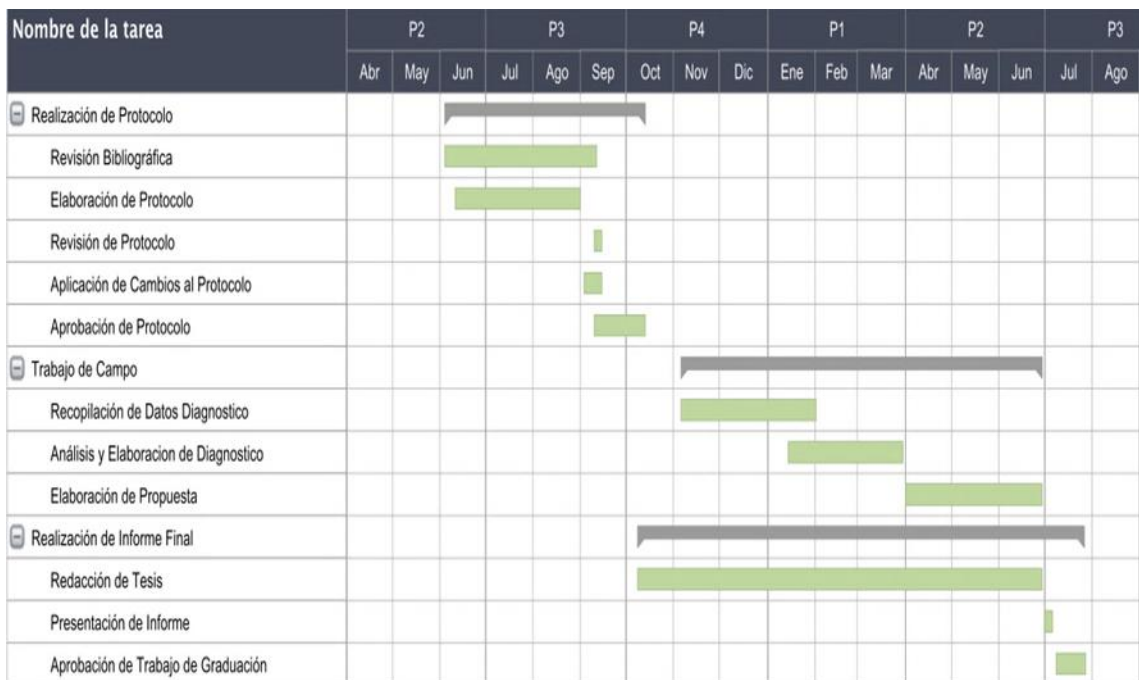 Nombre de la tarea P2 P3 P4 P1 P2 P3
Abr May Jun Jul Ago Sep Oct Nov Dic Ene Feb Mar Abr May Jun Jul Ago
Realización de Protocolo
Revisión Bibliográfica
Elaboración de Protocolo
Revisión de Protocolo
Aplicación de Cambios al Protocolo
Aprobación de Protocolo
Trabajo de Campo
Recopilación de Datos Diagnostico
Análisis y Elaboracion de Diagnostico
Elaboración de Propuesta
Realización de Informe Final
Redacción de Tesis
Presentación de Informe
Aprobación de Trabajo de Graduación